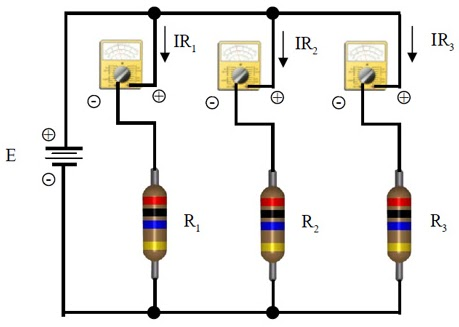 IR1
IR2
IR3
⊖ ⊕
⊖ ⊕
⊖ ⊕
⊕
E
⊖
R1
R2
R3